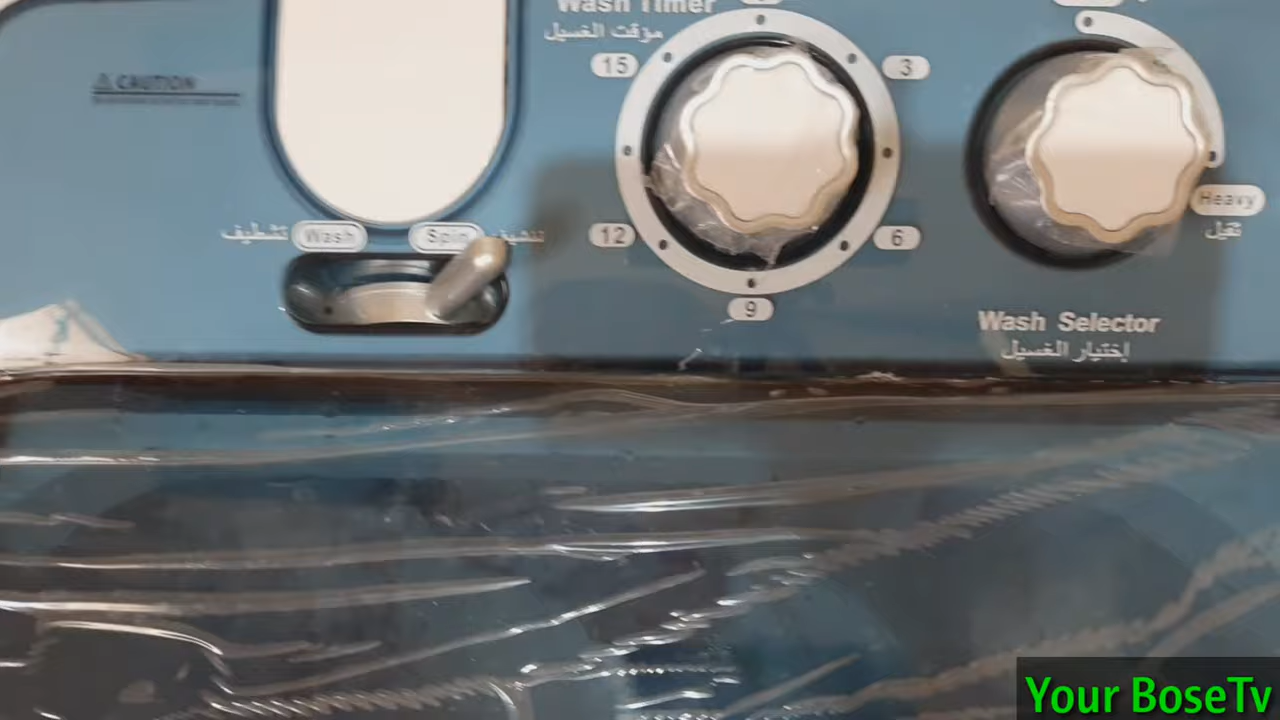 Wash Timer
مؤقت الغسيل
15
3
12
6
9
CAUTION
تشطيف
Wash
Spin
Heavy
ثقيل
Wash Selector
إختيار الغسيل
Your BoseTv